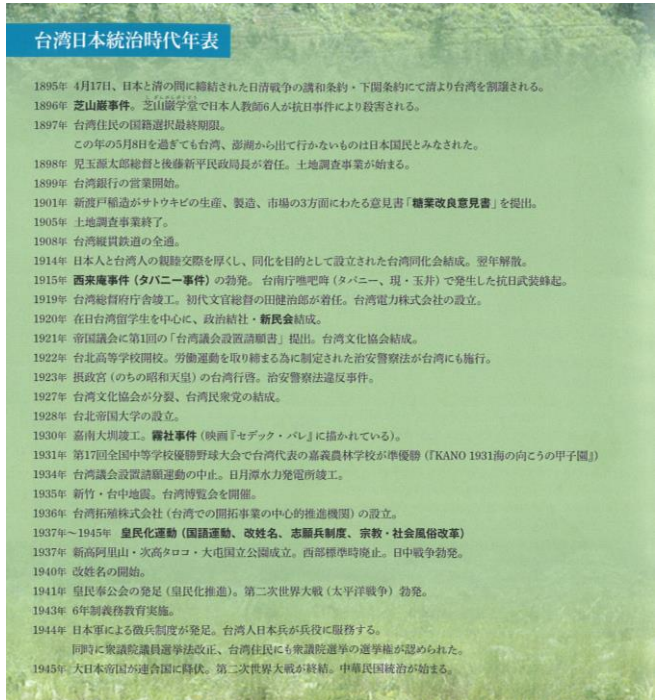 台湾日本統治時代年表
1895年 4月17日、日本と清の間に締結された日清戦争の講和条約・下関条約にて清より台湾を割譲される。
1896年 芝山巌事件。芝山巌学堂で日本人教師6人が抗日事件により殺害される。
1897年 台湾住民の国籍選択最終期限。
この年の5月8日を過ぎても台湾、澎湖から出て行かないものは日本国民とみなされた。
1898年 児玉源太郎総督と後藤新平民政局長が着任。土地調査事業が始まる。
1899年 台湾銀行の営業開始。
1901年 新渡戸稲造がサトウキビの生産、製造、市場の3方面にわたる意見書「糖業改良意見書」を提出。
1905年 土地調査事業終了。
1908年 台湾縦貫鉄道の全通。
1914年 日本人と台湾人の親睦交際を厚くし、同化を目的として設立された台湾同化会結成。翌年解散。
1915年 西来庵事件（タバニー事件）の勃発。台南庁噍吧哖（タバニー、現・玉井）で発生した抗日武装蜂起。
1919年 台湾総督府庁舎竣工。初代文官総督の田健治郎が着任。台湾電力株式会社の設立。
1920年 在日台湾留学生を中心に、政治結社・新民会結成。
1921年 帝国議会に第1回の「台湾議会設置請願書」提出。台湾文化協会結成。
1922年 台北高等学校開校。労働運動を取り締まる為に制定された治安警察法が台湾にも施行。
1923年 摂政宮（のちの昭和天皇）の台湾行啓。治安警察法違反事件。
1927年 台湾文化協会が分裂、台湾民衆党の結成。
1928年 台北帝国大学の設立。
1930年 嘉南大圳竣工。霧社事件（映画『セデック・バレ』に描かれている）。
1931年 第17回全国中等学校優勝野球大会で台湾代表の嘉義農林学校が準優勝（『KANO 1931海の向こうの甲子園』）
1934年 台湾議会設置請願運動の中止。日月潭水力発電所竣工。
1935年 新竹・台中地震。台湾博覧会を開催。
1936年 台湾拓殖株式会社（台湾での開拓事業の中心的推進機関）の設立。
1937年～1945年 皇民化運動（国語運動、改姓名、志願兵制度、宗教・社会風俗改革）
1937年 新高阿里山・次高タロコ・大屯国立公園成立。西部標準時廃止。日中戦争勃発。
1940年 改姓名の開始。
1941年 皇民奉公会の発足（皇民化推進）。第二次世界大戦（太平洋戦争）勃発。
1943年 6年制義務教育実施。
1944年 日本軍による徴兵制度が発足。台湾人日本兵が兵役に服務する。
同時に衆議院議員選挙法改正、台湾住民にも衆議院選挙の選挙権が認められた。
1945年 大日本帝国が連合国に降伏。第二次世界大戦が終結。中華民国統治が始まる。